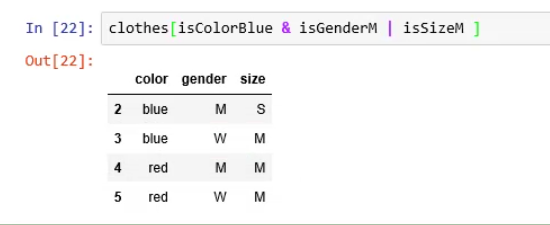 In [22]: clothes[isColorBlue & isGenderM | isSizeM ]
Out[22]:
color gender size
2 blue M S
3 blue W M
4 red M M
5 red W M